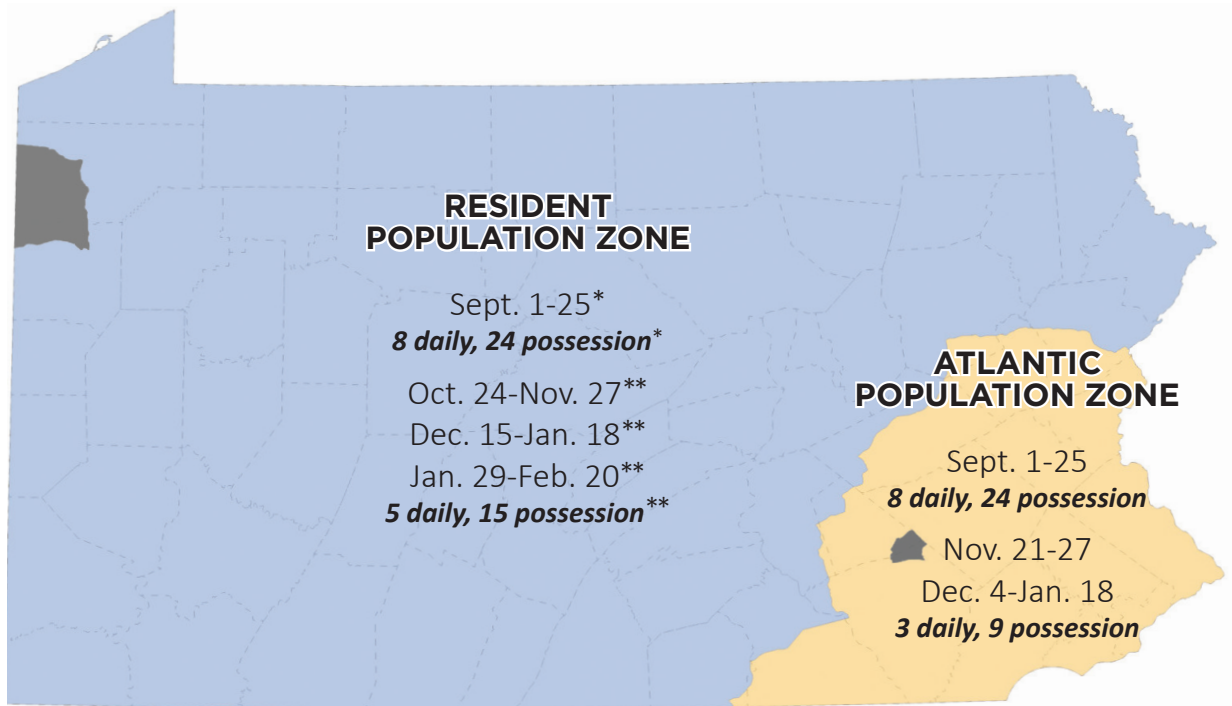 RESIDENT
POPULATION ZONE
Sept. 1-25*
8 daily, 24 possession*
Oct. 24-Nov. 27**
Dec. 15-Jan. 18**
Jan. 29-Feb. 20**
5 daily, 15 possession**
ATLANTIC
POPULATION ZONE
Sept. 1-25
8 daily, 24 possession
Nov. 21-27
Dec. 4-Jan. 18
3 daily, 9 possession